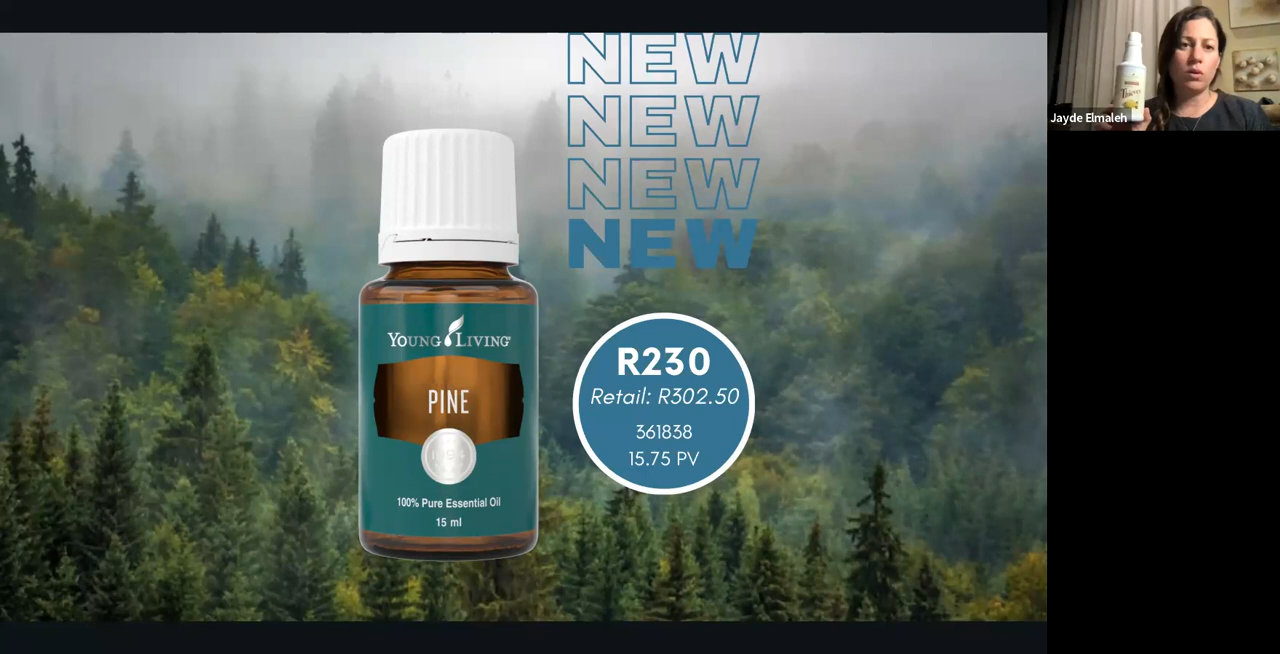 NEW
NEW
NEW
NEW
YOUNG LIVING
PINE
100% Pure Essential Oil
15 ml
R230
Retail: R302.50
361838
15.75 PV
Thieves
Jayde Elmaleh